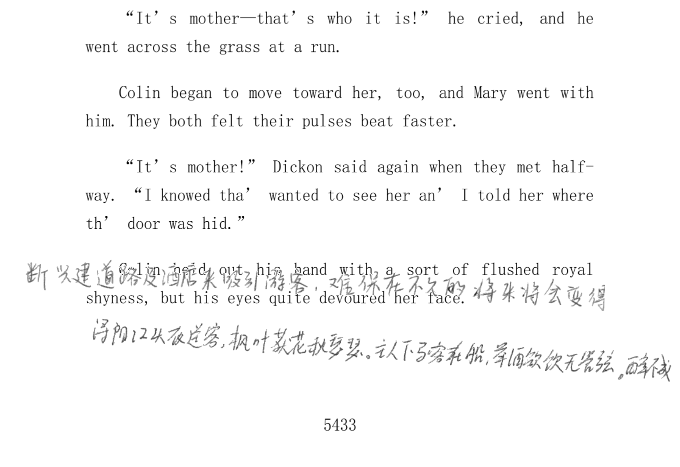 “It’s mother—that’s who it is!” he cried, and he
went across the grass at a run.
Colin began to move toward her, too, and Mary went with
him. They both felt their pulses beat faster.
“It’s mother!” Dickon said again when they met half-
way. “I knowed tha’ wanted to see her an’ I told her where
th’ door was hid.”
Colin held out his hand with a sort of flushed royal
断兴建道路及酒店来吸引游客，难保在不久的将来将会变得
shyness, but his eyes quite devoured her face.
浔阳江头夜送客，枫叶荻花秋瑟瑟。主人下马客在船，举酒欲饮无管弦。醉不成
5433